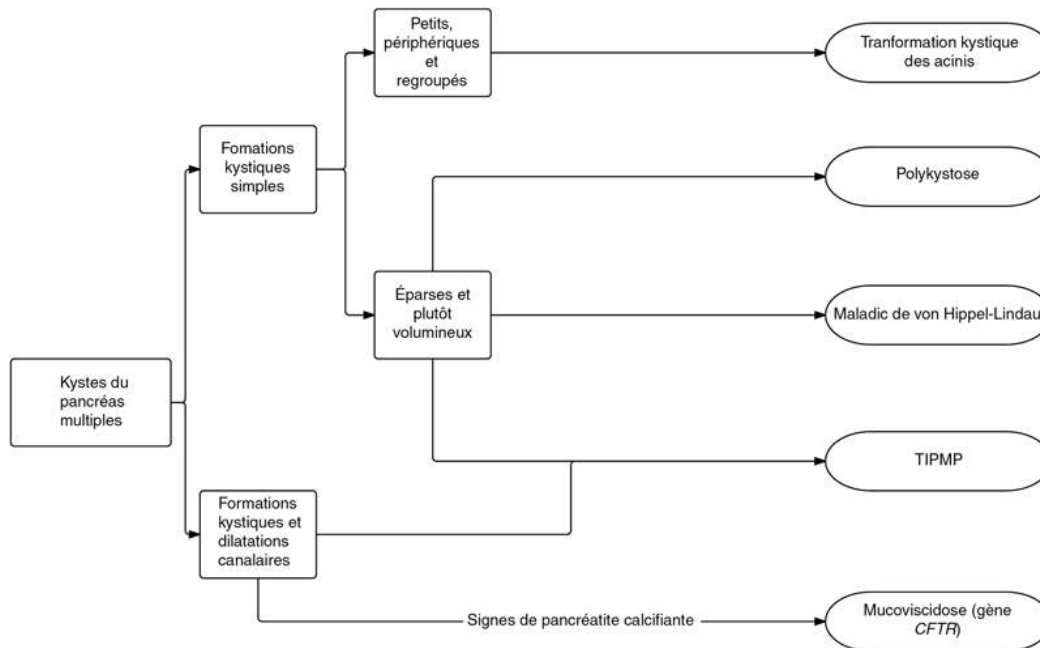 Petits,
périphériques
et
regroupés
Tranformation kystique
des acinis
Fomations
kystiques
simples
Polykystose
Éparses et
plutôt
volumineux
Maladic de von Hippel-Lindau
Kystes du
pancréas
multiples
TIPMP
Formations
kystiques et
dilatations
canalaires
Signes de pancréatite calcifiante
Mucoviscidose (gène
CFTR)